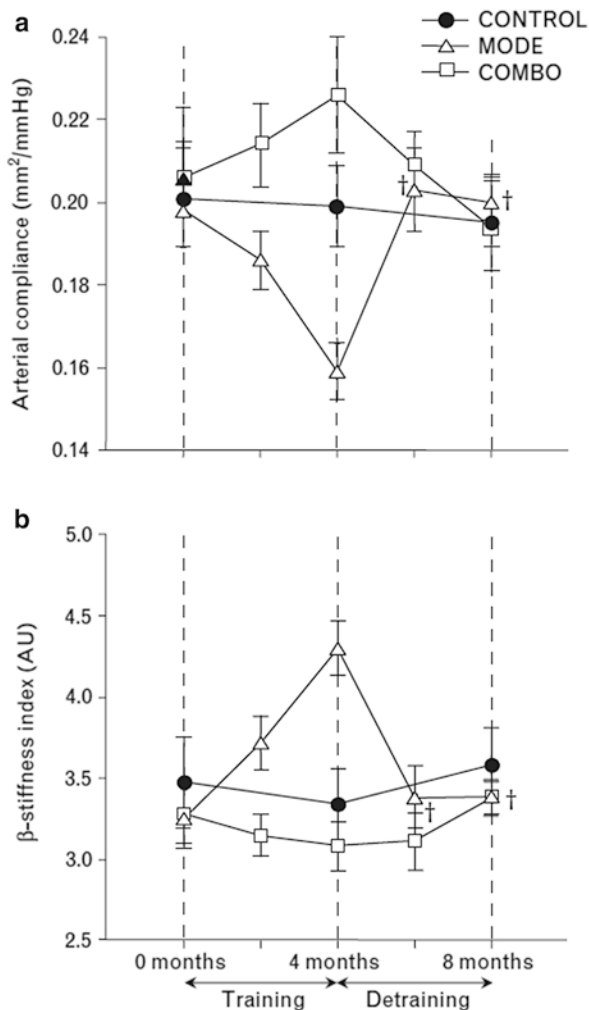 a
CONTROL
MODE
COMBO
Arterial compliance (mm²/mmHg)
0.24
0.22
0.20
0.18
0.16
0.14
†
†
b
β-stiffness index (AU)
5.0
4.5
4.0
3.5
3.0
2.5
†
†
0 months 4 months 8 months
Training Detraining